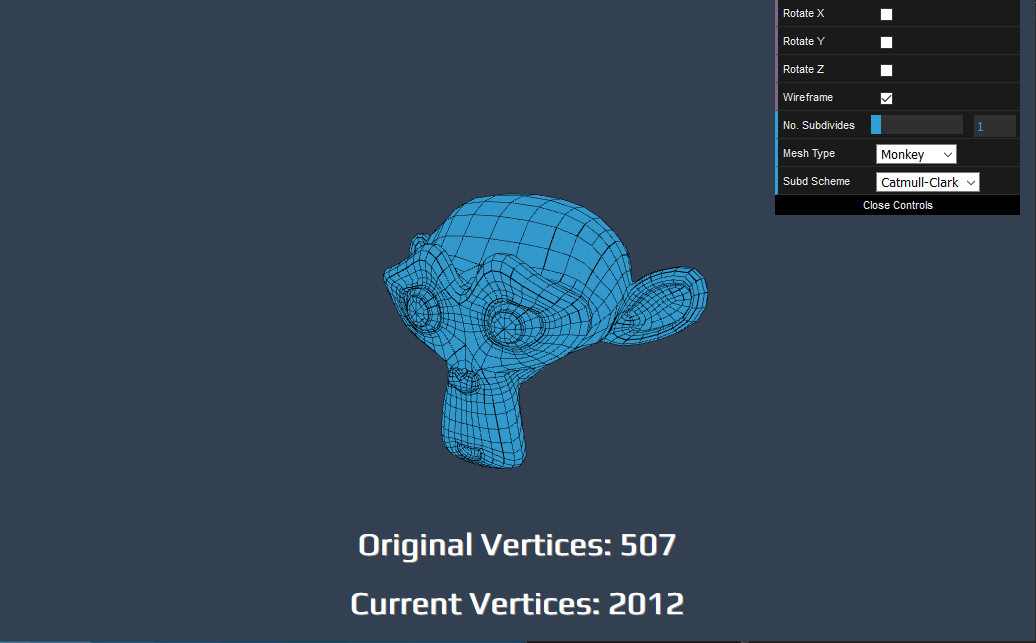 Rotate X
Rotate Y
Rotate Z
Wireframe
No. Subdivides 1
Mesh Type Monkey
Subd Scheme Catmull-Clark
Close Controls
Original Vertices: 507
Current Vertices: 2012